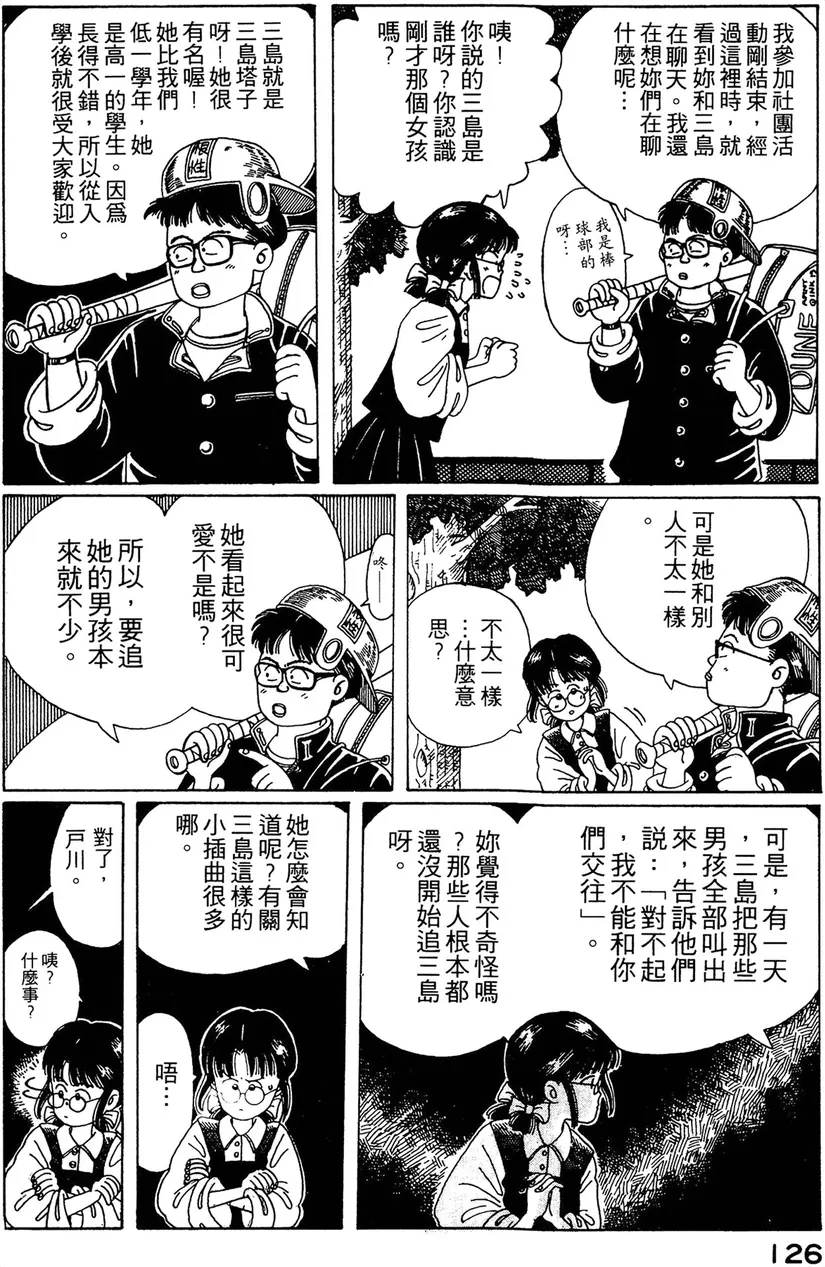 我參加社團活
動剛結束，經
過這裡時，就
看到妳和三島
在聊天。我還
在想妳們在聊
什麼呢…
我是棒
球部的
呀…
咦！
你說的三島是
誰呀？你認識
剛才那個女孩
嗎？
DUNE
三島就是
三島塔子
呀！她很
有名喔！
她比我們
低一學年，她
是高一的學生。因為
長得不錯，所以從入
學後就很受大家歡迎。
根性
可是她和別
人不太一樣
。
不太一樣
…什麼意
思？
咚—
她看起來很可
愛不是嗎？
所以，要追
她的男孩本
來就不少。
性
可是，有一天
，三島把那些
男孩全部叫出
來，告訴他們
說：「對不起
，我不能和你
們交往」。
妳覺得不奇怪嗎
？那些人根本都
還沒開始追三島
呀。
她怎麼會知
道呢？有關
三島這樣的
小插曲很多
哪。
唔…
對了，
戸川。
咦？
什麼事？
126